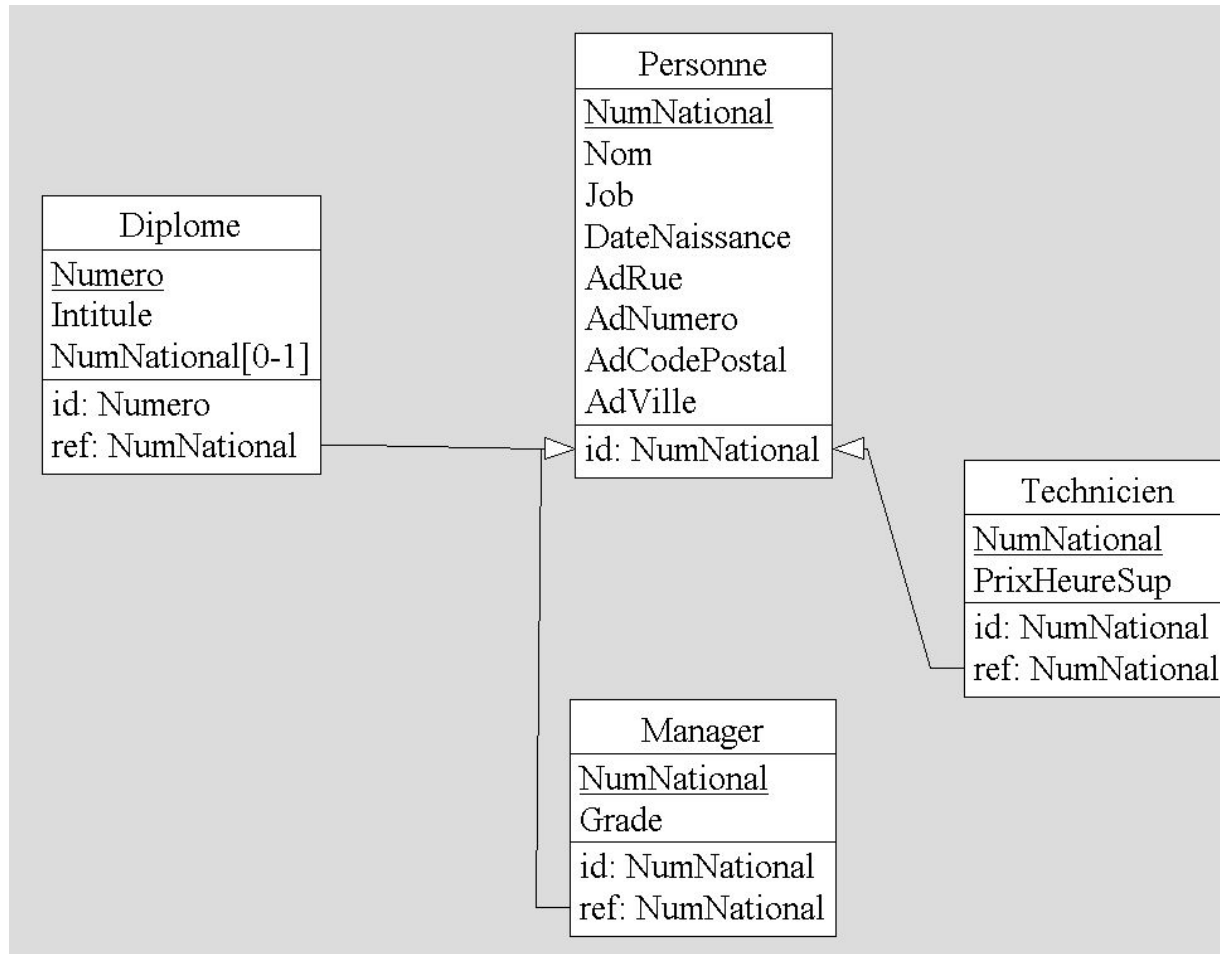 Personne
NumNational
Nom
Job
DateNaissance
AdRue
AdNumero
AdCodePostal
AdVille
id: NumNational
Diplome
Numero
Intitule
NumNational[0-1]
id: Numero
ref: NumNational
Technicien
NumNational
PrixHeureSup
id: NumNational
ref: NumNational
Manager
NumNational
Grade
id: NumNational
ref: NumNational